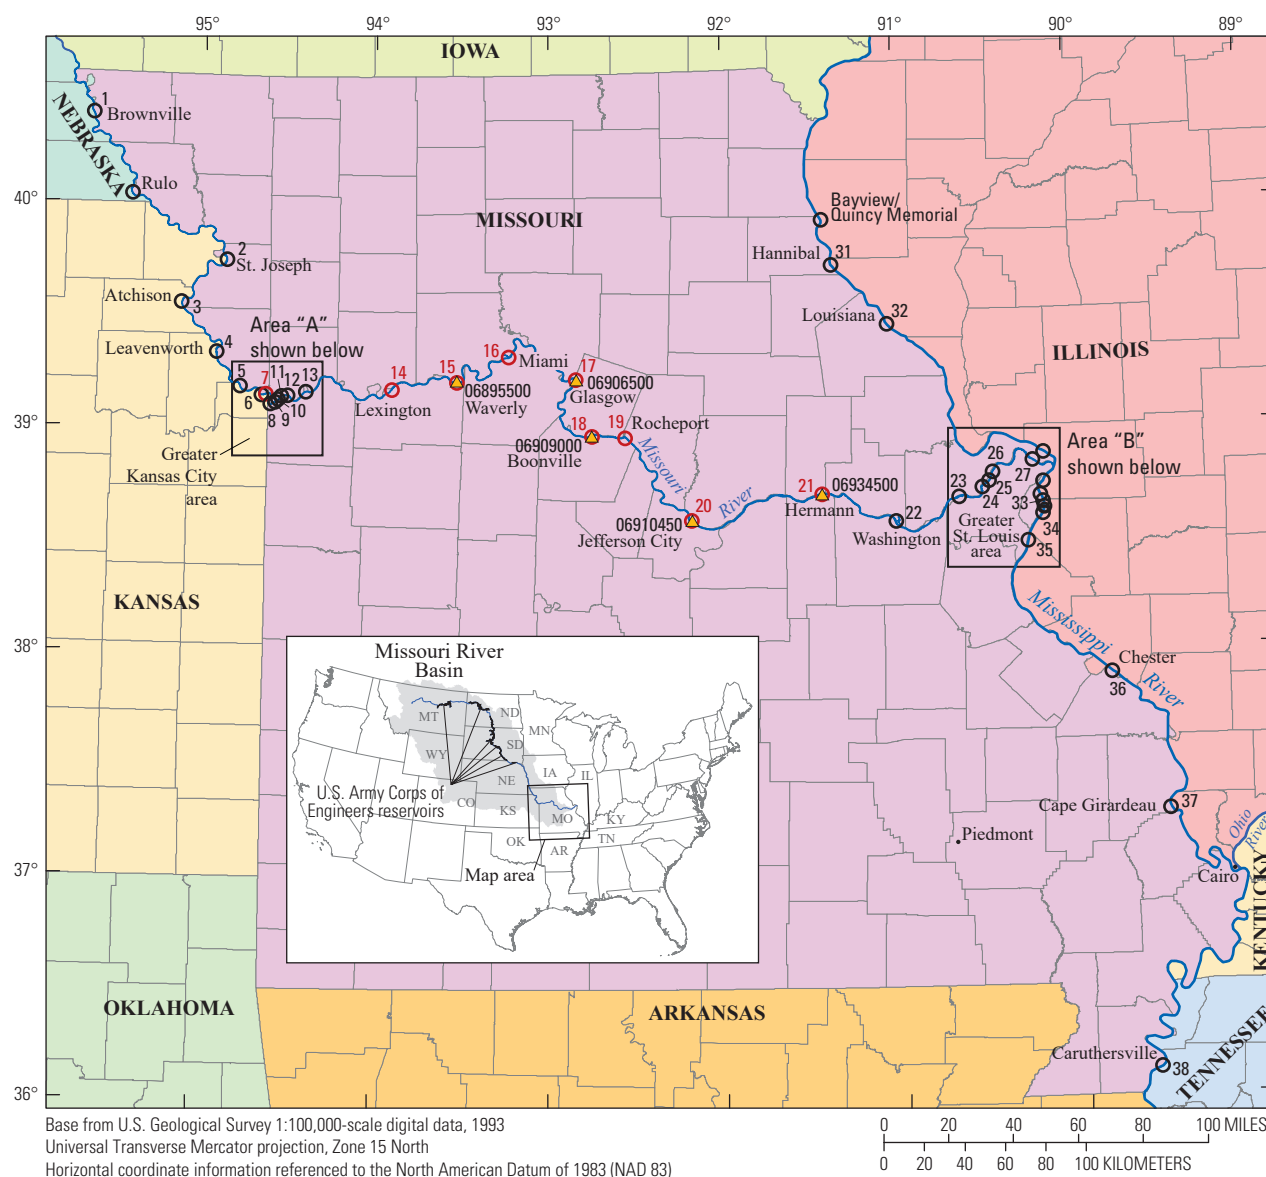 95°
94°
93°
92°
91°
90°
89°
IOWA
1
Brownville
NEBRASKA
Rulo
40°
MISSOURI
Bayview/
Quincy Memorial
Hannibal
31
2
St. Joseph
Atchison
3
Louisiana
32
Area “A”
shown below
Leavenworth
4
ILLINOIS
5
7
11
12
13
6
8
9
10
14
Lexington
15
06895500
Waverly
16
Miami
17
06906500
Glasgow
39°
18
19
Rocheport
06909000
Boonville
Greater
Kansas City
area
Missouri
River
Area “B”
shown below
26
27
23
25
24
33
34
35
Greater
St. Louis
area
21
06934500
Hermann
20
06910450
Jefferson City
22
Washington
KANSAS
38°
Mississippi
River
Chester
36
Missouri River
Basin
MT
ND
MN
WY
SD
IA
IL
NE
U.S. Army Corps of
Engineers reservoirs
CO
KS
MO
KY
OK
TN
AR
Map area
Cape Girardeau
37
Piedmont
Ohio
River
Cairo
37°
KENTUCKY
OKLAHOMA
ARKANSAS
Caruthersville
38
TENNESSEE
36°
Base from U.S. Geological Survey 1:100,000-scale digital data, 1993
Universal Transverse Mercator projection, Zone 15 North
Horizontal coordinate information referenced to the North American Datum of 1983 (NAD 83)
0 20 40 60 80 100 MILES
0 20 40 60 80 100 KILOMETERS